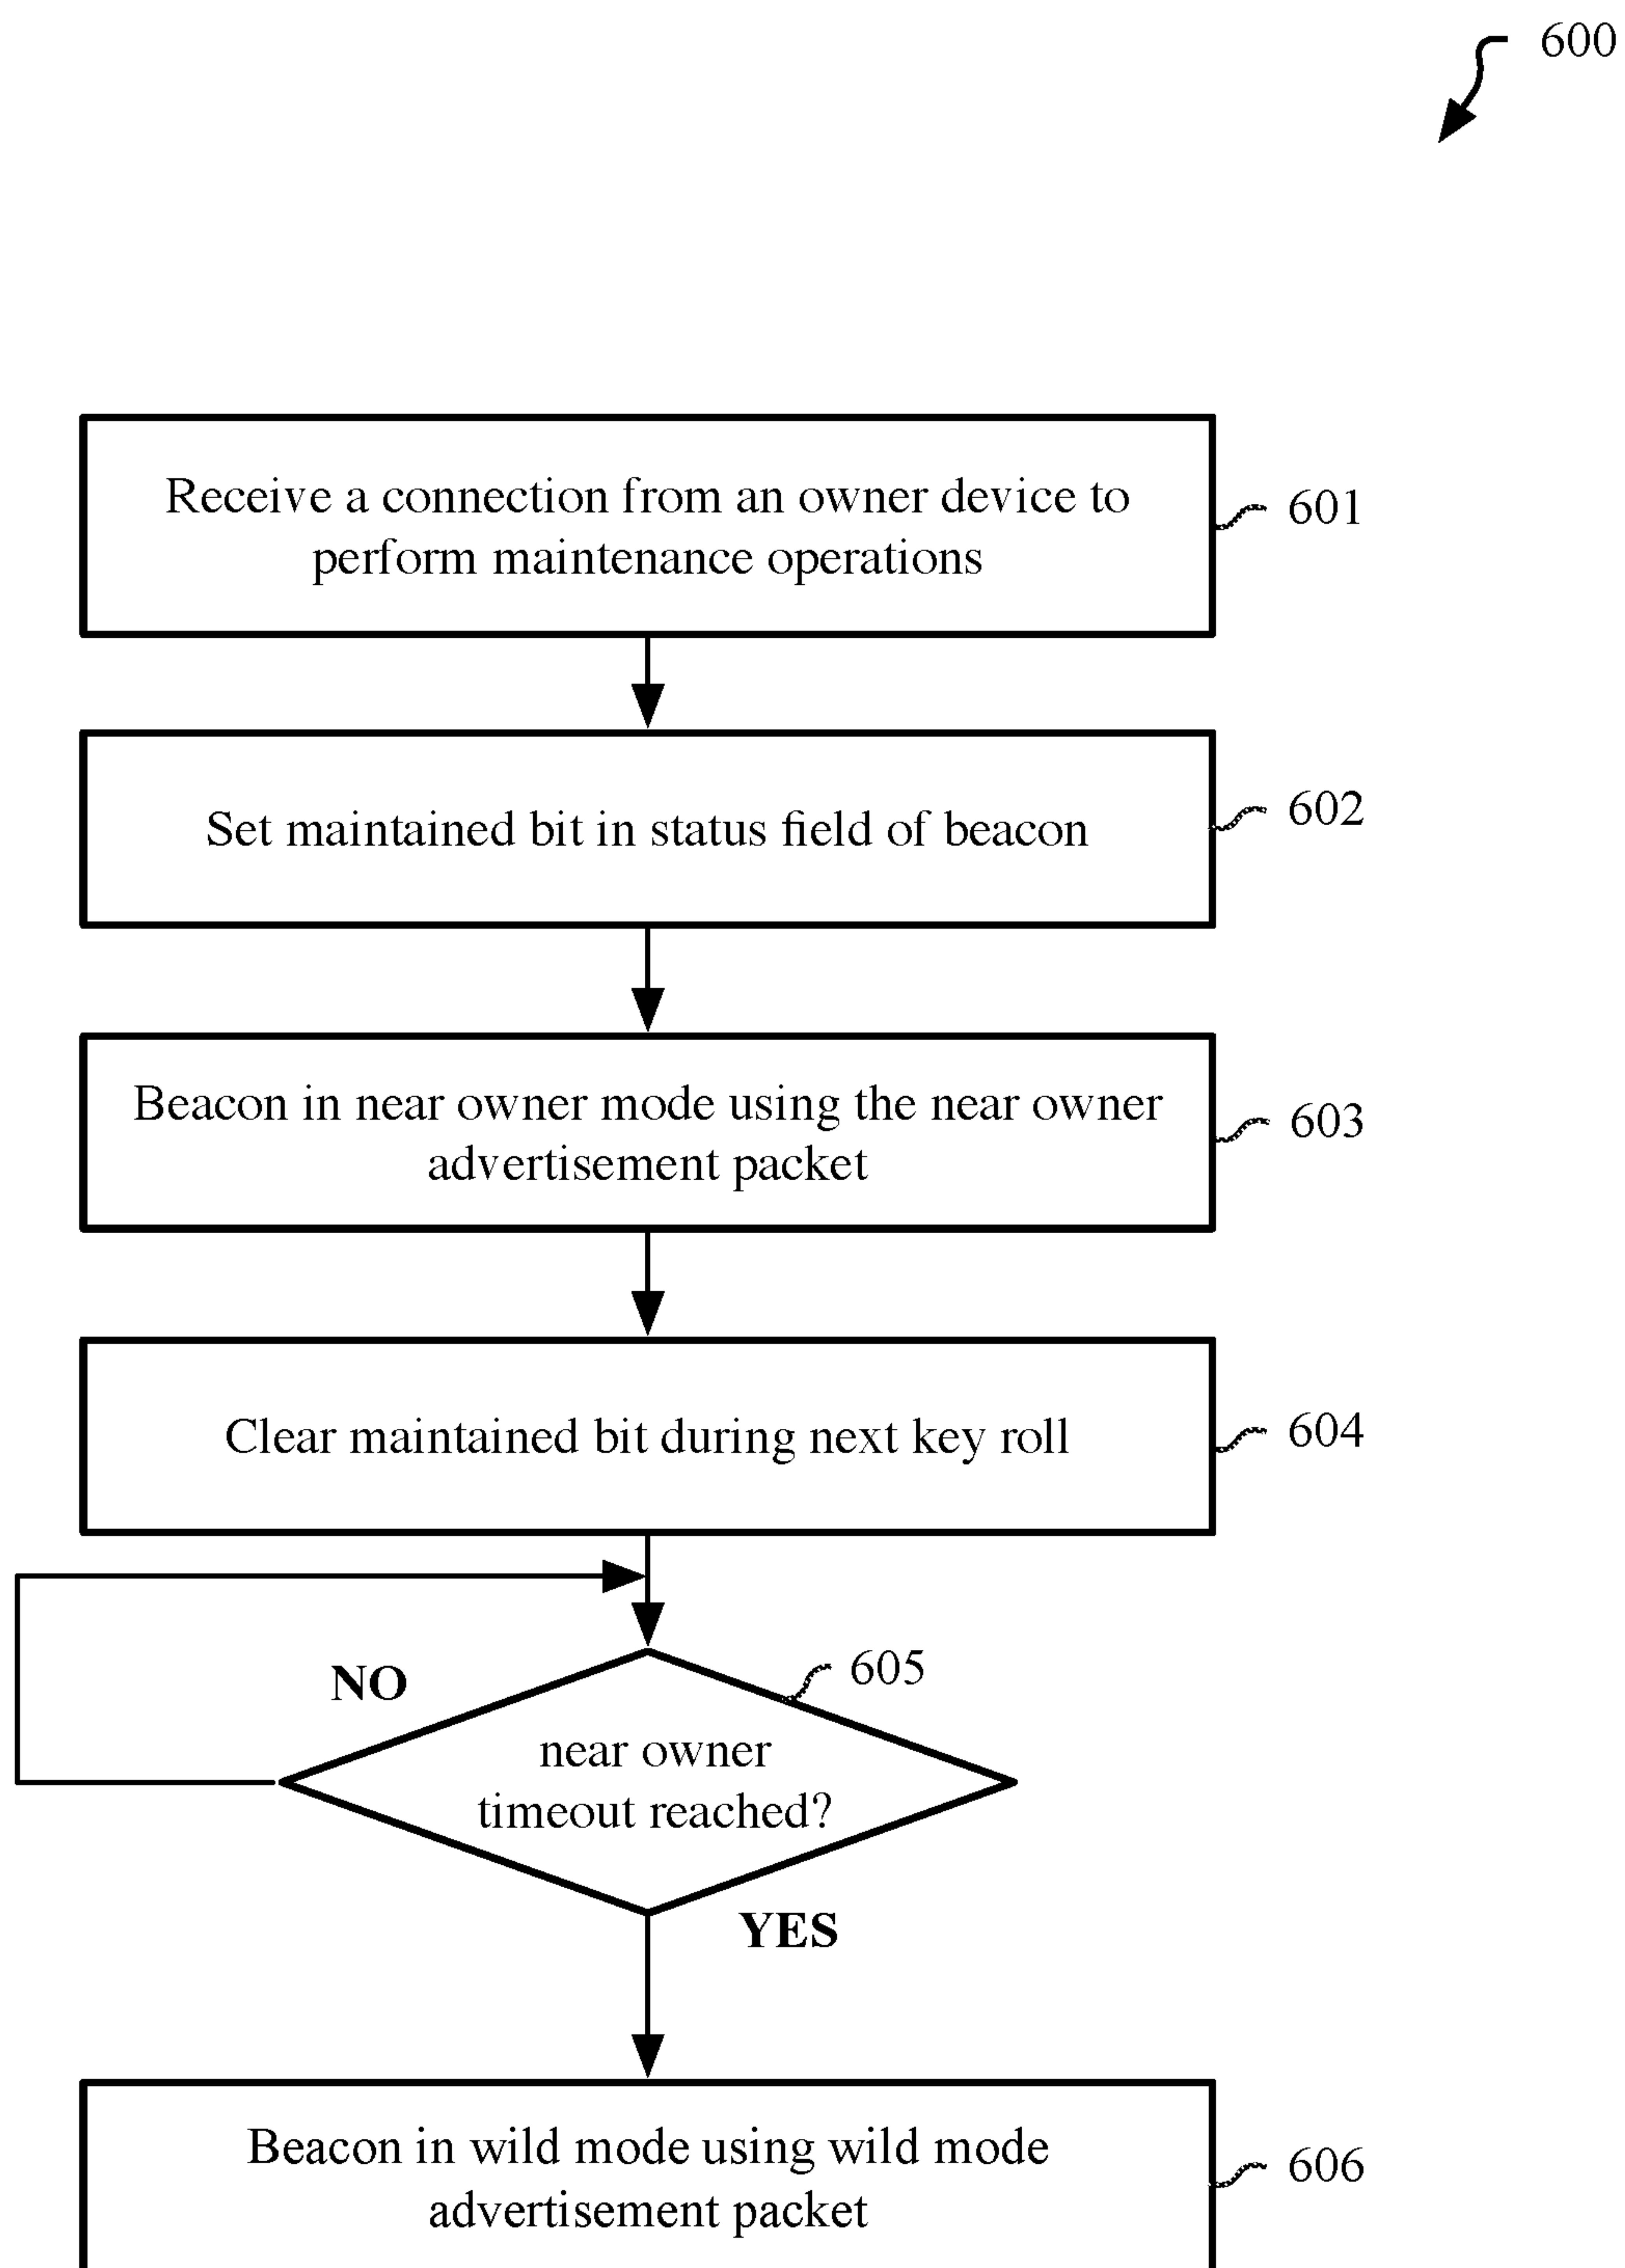 600
Receive a connection from an owner device to
perform maintenance operations
601
Set maintained bit in status field of beacon
602
Beacon in near owner mode using the near owner
advertisement packet
603
Clear maintained bit during next key roll
604
605
NO
near owner
timeout reached?
YES
Beacon in wild mode using wild mode
advertisement packet
606